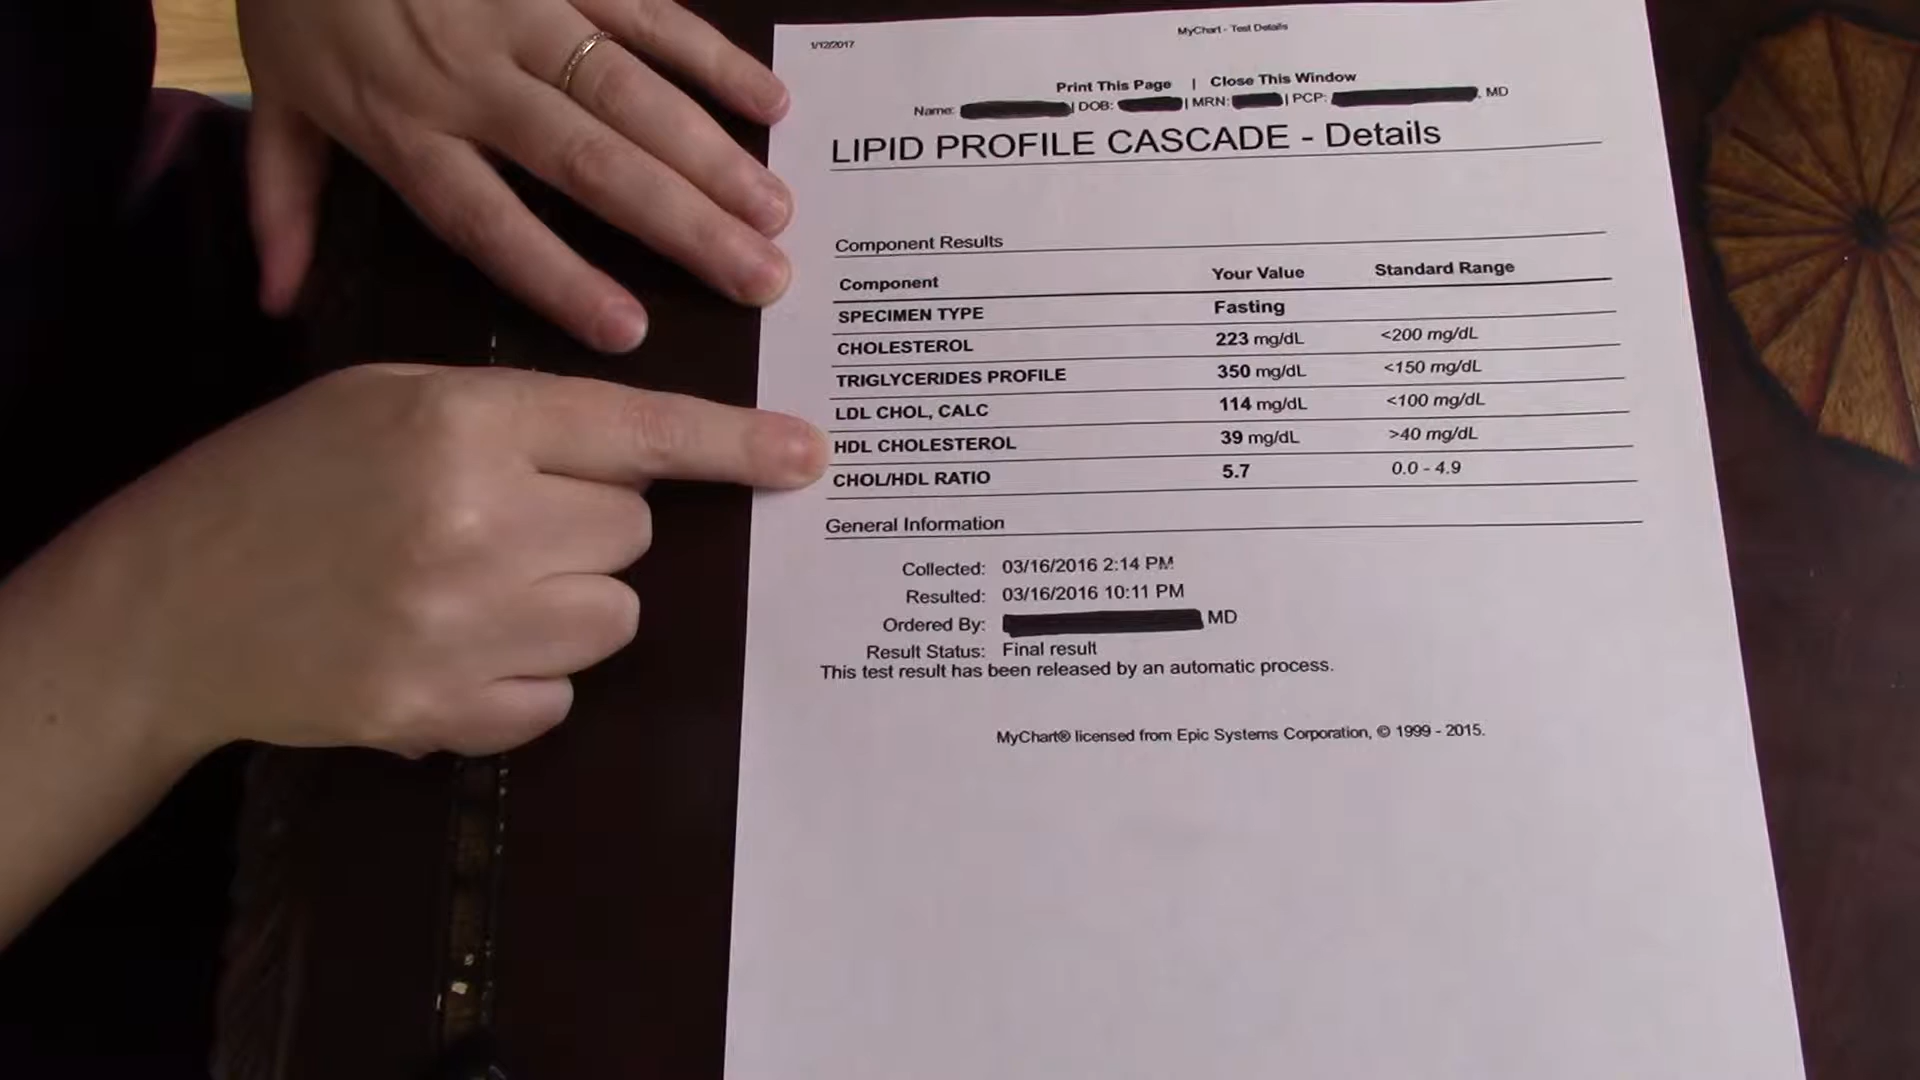 1/12/2017
MyChart - Test Details
Print This Page | Close This Window
Name: | DOB: | MRN: | PCP: , MD
LIPID PROFILE CASCADE - Details
Component Results
Component Your Value Standard Range
SPECIMEN TYPE Fasting
CHOLESTEROL 223 mg/dL <200 mg/dL
TRIGLYCERIDES PROFILE 350 mg/dL <150 mg/dL
LDL CHOL, CALC 114 mg/dL <100 mg/dL
HDL CHOLESTEROL 39 mg/dL >40 mg/dL
CHOL/HDL RATIO 5.7 0.0 - 4.9
General Information
Collected: 03/16/2016 2:14 PM
Resulted: 03/16/2016 10:11 PM
Ordered By: MD
Result Status: Final result
This test result has been released by an automatic process.
MyChart® licensed from Epic Systems Corporation, © 1999 - 2015.